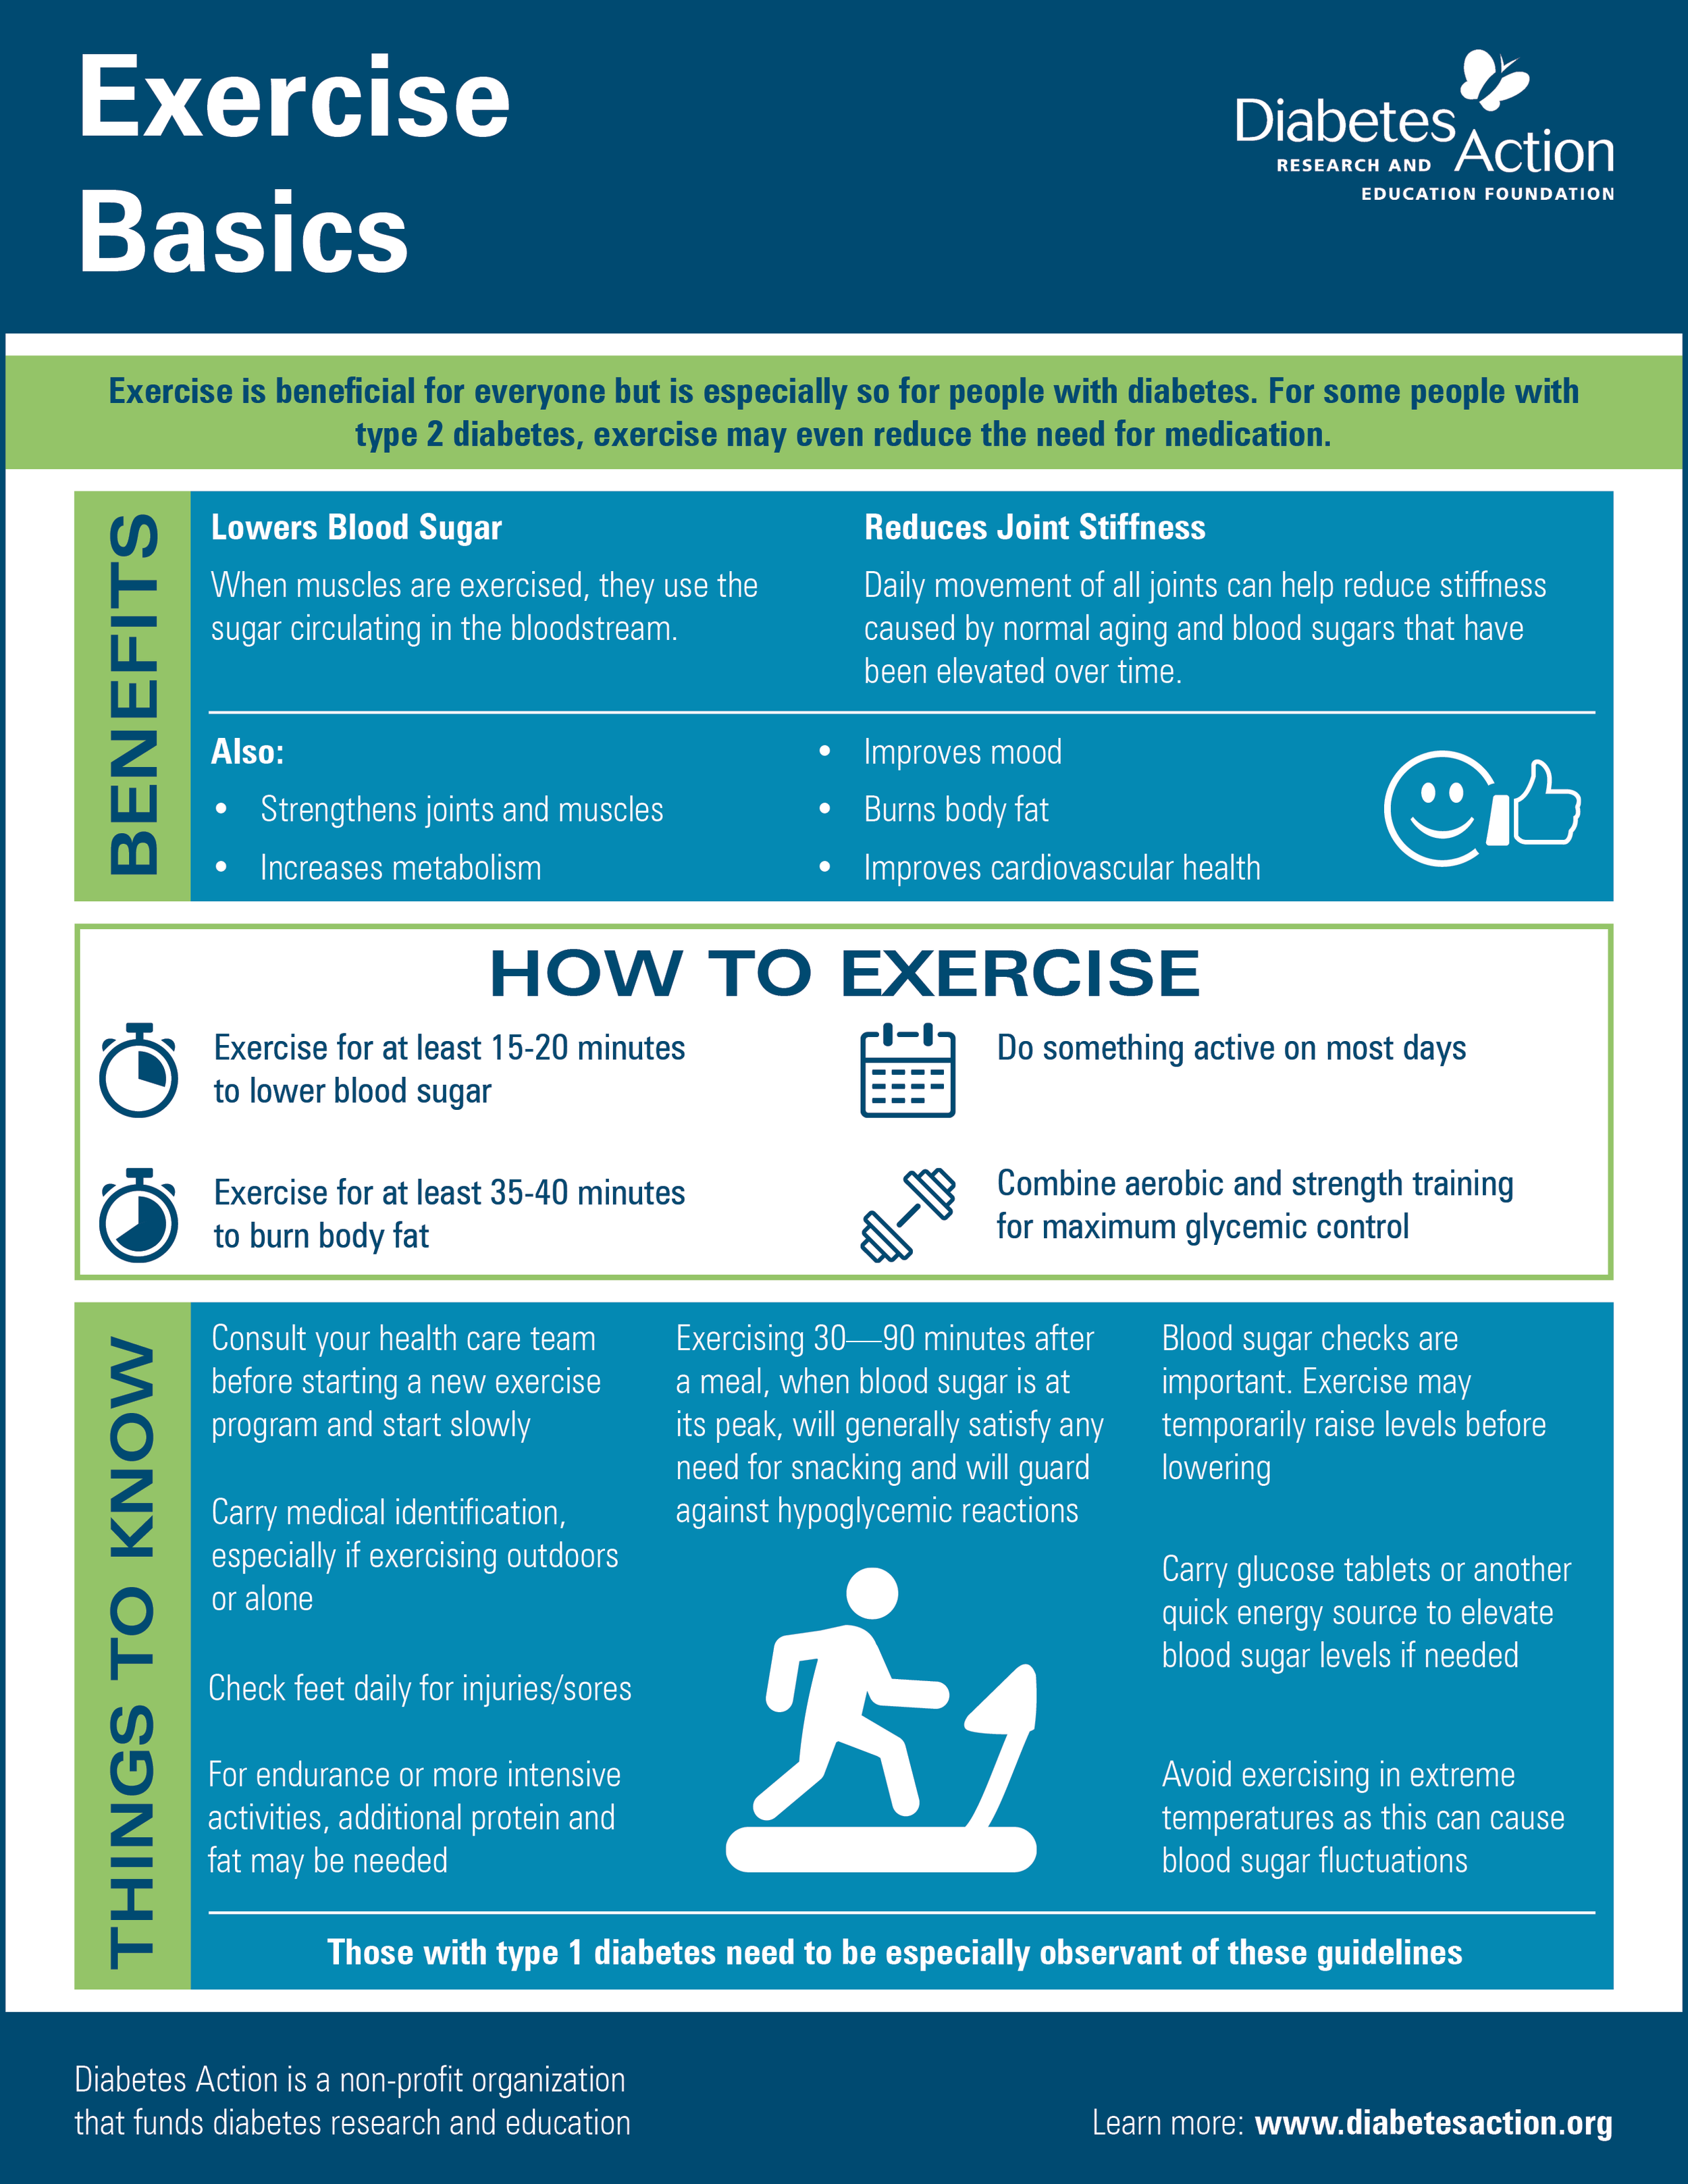 Exercise
Basics
Diabetes
Action
RESEARCH AND
EDUCATION FOUNDATION
Exercise is beneficial for everyone but is especially so for people with diabetes. For some people with
type 2 diabetes, exercise may even reduce the need for medication.
BENEFITS
Lowers Blood Sugar
When muscles are exercised, they use the
sugar circulating in the bloodstream.
Reduces Joint Stiffness
Daily movement of all joints can help reduce stiffness
caused by normal aging and blood sugars that have
been elevated over time.
Also:
• Strengthens joints and muscles
• Increases metabolism
• Improves mood
• Burns body fat
• Improves cardiovascular health
HOW TO EXERCISE
Exercise for at least 15-20 minutes
to lower blood sugar
Do something active on most days
Exercise for at least 35-40 minutes
to burn body fat
Combine aerobic and strength training
for maximum glycemic control
THINGS TO KNOW
Consult your health care team
before starting a new exercise
program and start slowly
Carry medical identification,
especially if exercising outdoors
or alone
Check feet daily for injuries/sores
For endurance or more intensive
activities, additional protein and
fat may be needed
Exercising 30—90 minutes after
a meal, when blood sugar is at
its peak, will generally satisfy any
need for snacking and will guard
against hypoglycemic reactions
Blood sugar checks are
important. Exercise may
temporarily raise levels before
lowering
Carry glucose tablets or another
quick energy source to elevate
blood sugar levels if needed
Avoid exercising in extreme
temperatures as this can cause
blood sugar fluctuations
Those with type 1 diabetes need to be especially observant of these guidelines
Diabetes Action is a non-profit organization
that funds diabetes research and education
Learn more: www.diabetesaction.org